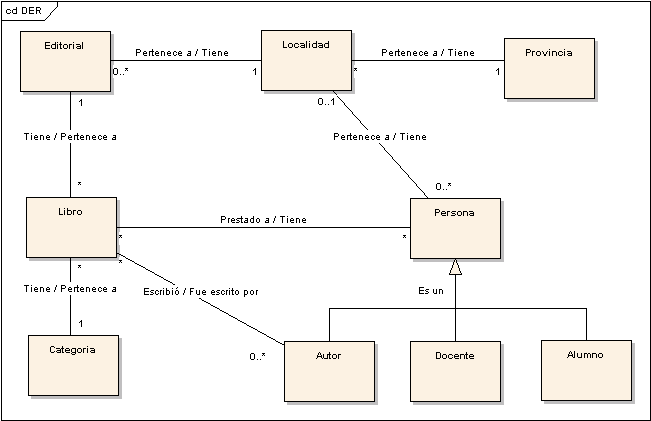 cd DER
Editorial
Localidad
Provincia
Pertenece a / Tiene
Pertenece a / Tiene
0..*
1
*
1
1
0..1
Tiene / Pertenece a
Pertenece a / Tiene
*
0..*
Libro
Persona
Prestado a / Tiene
*
*
*
*
Tiene / Pertenece a
Escribió / Fue escrito por
Es un
1
0..*
Categoria
Autor
Docente
Alumno